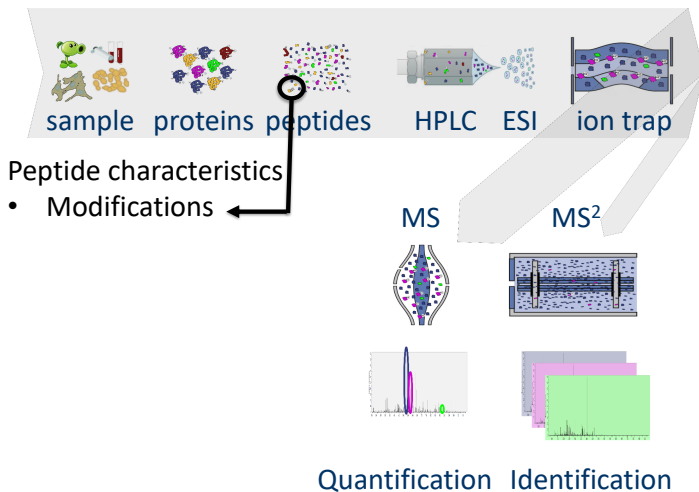 sample proteins peptides HPLC ESI ion trap
Peptide characteristics
• Modifications
MS MS²
Quantification Identification